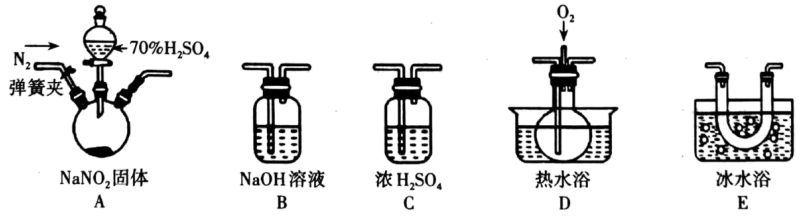 O₂
70%H₂SO₄
N₂
弹簧夹
NaNO₂固体
NaOH溶液
浓H₂SO₄
热水浴
冰水浴
A
B
C
D
E